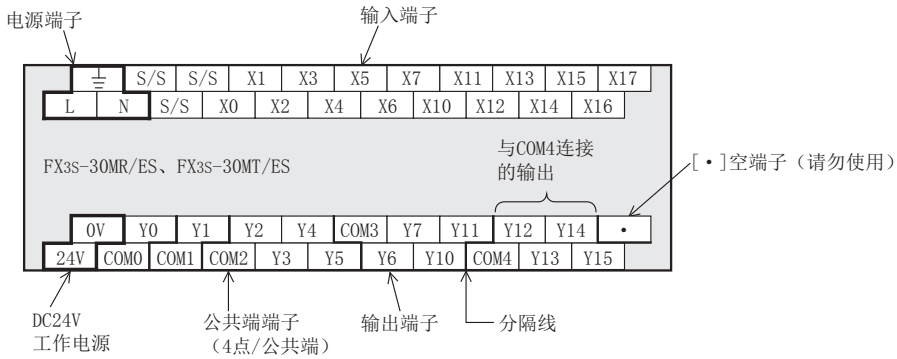 电源端子 输入端子
⏚ S/S S/S X1 X3 X5 X7 X11 X13 X15 X17
L N S/S X0 X2 X4 X6 X10 X12 X14 X16
FX3S-30MR/ES、FX3S-30MT/ES
与COM4连接
的输出
[・]空端子（请勿使用）
0V Y0 Y1 Y2 Y4 COM3 Y7 Y11 Y12 Y14 ・
24V COM0 COM1 COM2 Y3 Y5 Y6 Y10 COM4 Y13 Y15
DC24V
工作电源
公共端端子
（4点/公共端）
输出端子
分隔线